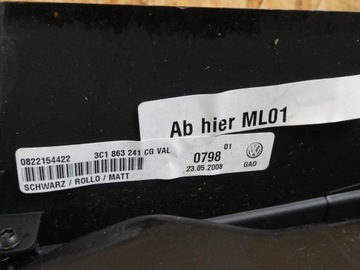 Ab hier ML01
0822154422 3C1 863 241 CG VAL 0798 01
SCHWARZ / ROLLO / MATT 23.05.2008 GAO